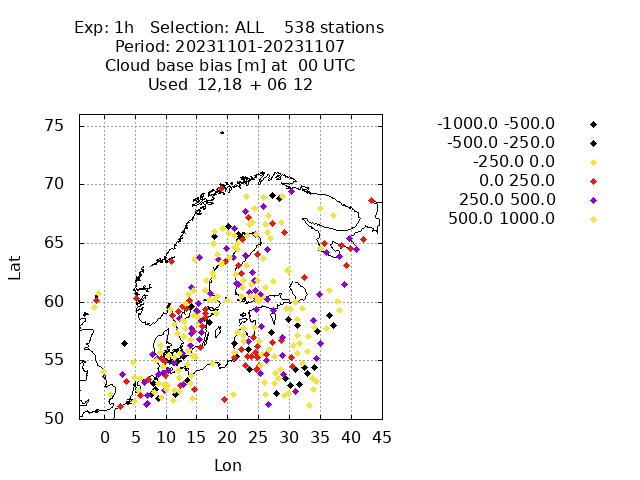 Exp: 1h Selection: ALL 538 stations
Period: 20231101-20231107
Cloud base bias [m] at 00 UTC
Used 12,18 + 06 12
75
70
65
60
55
50
Lat
0 5 10 15 20 25 30 35 40 45
Lon
-1000.0 -500.0
-500.0 -250.0
-250.0 0.0
0.0 250.0
250.0 500.0
500.0 1000.0